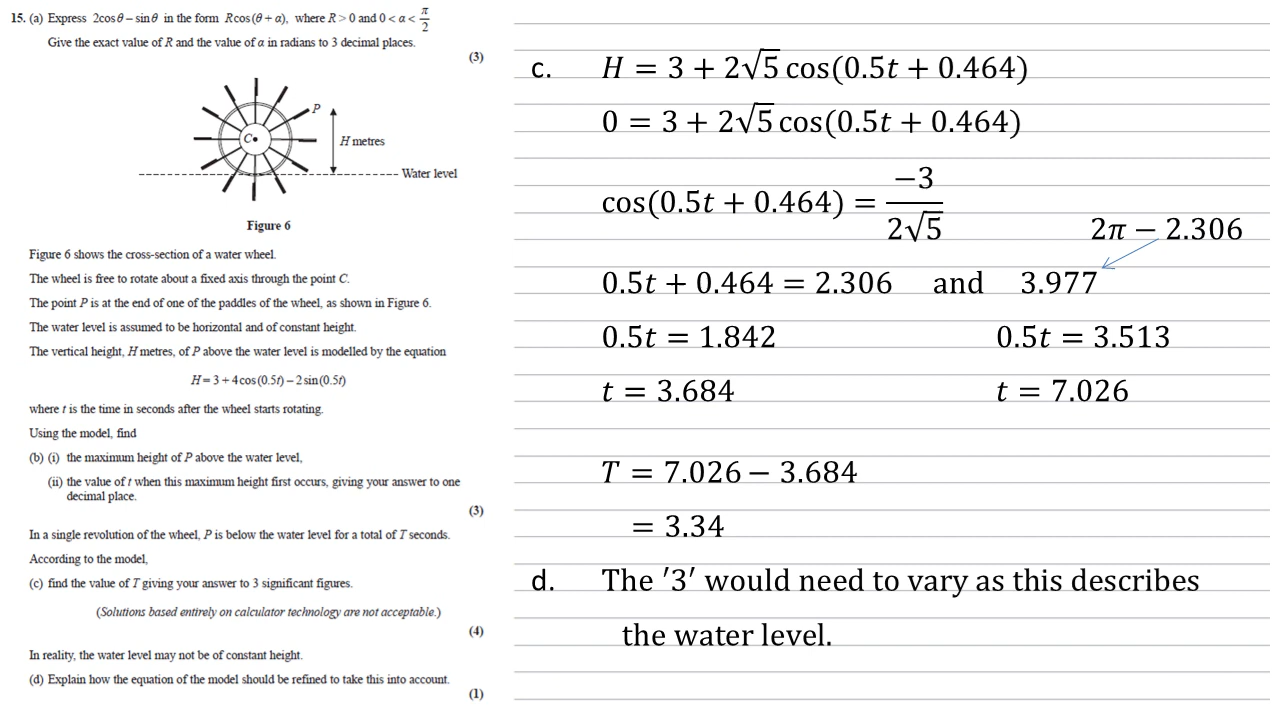 15. (a) Express 2cosθ – sinθ in the form Rcos(θ + α), where R > 0 and 0 < α < π/2
Give the exact value of R and the value of α in radians to 3 decimal places.
(3)
P
C
H metres
Water level
Figure 6
Figure 6 shows the cross-section of a water wheel.
The wheel is free to rotate about a fixed axis through the point C.
The point P is at the end of one of the paddles of the wheel, as shown in Figure 6.
The water level is assumed to be horizontal and of constant height.
The vertical height, H metres, of P above the water level is modelled by the equation
H = 3 + 4cos(0.5t) – 2sin(0.5t)
where t is the time in seconds after the wheel starts rotating.
Using the model, find
(b) (i) the maximum height of P above the water level,
(ii) the value of t when this maximum height first occurs, giving your answer to one
decimal place.
(3)
In a single revolution of the wheel, P is below the water level for a total of T seconds.
According to the model,
(c) find the value of T giving your answer to 3 significant figures.
(Solutions based entirely on calculator technology are not acceptable.)
(4)
In reality, the water level may not be of constant height.
(d) Explain how the equation of the model should be refined to take this into account.
(1)
c. H = 3 + 2√5 cos(0.5t + 0.464)
0 = 3 + 2√5 cos(0.5t + 0.464)
cos(0.5t + 0.464) = −3/2√5
2π − 2.306
0.5t + 0.464 = 2.306 and 3.977
0.5t = 1.842 0.5t = 3.513
t = 3.684 t = 7.026
T = 7.026 − 3.684
= 3.34
d. The ′3′ would need to vary as this describes
the water level.